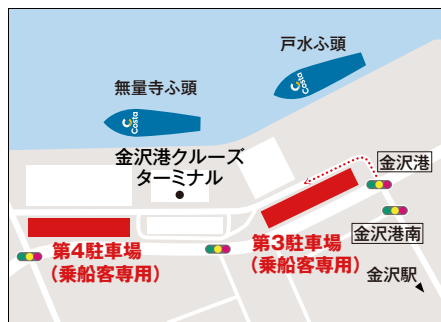 戸水ふ頭
Costa
無量寺ふ頭
Costa
金沢港クルーズ
ターミナル
金沢港
金沢港南
第3駐車場
（乗船客専用）
第4駐車場
（乗船客専用）
金沢駅